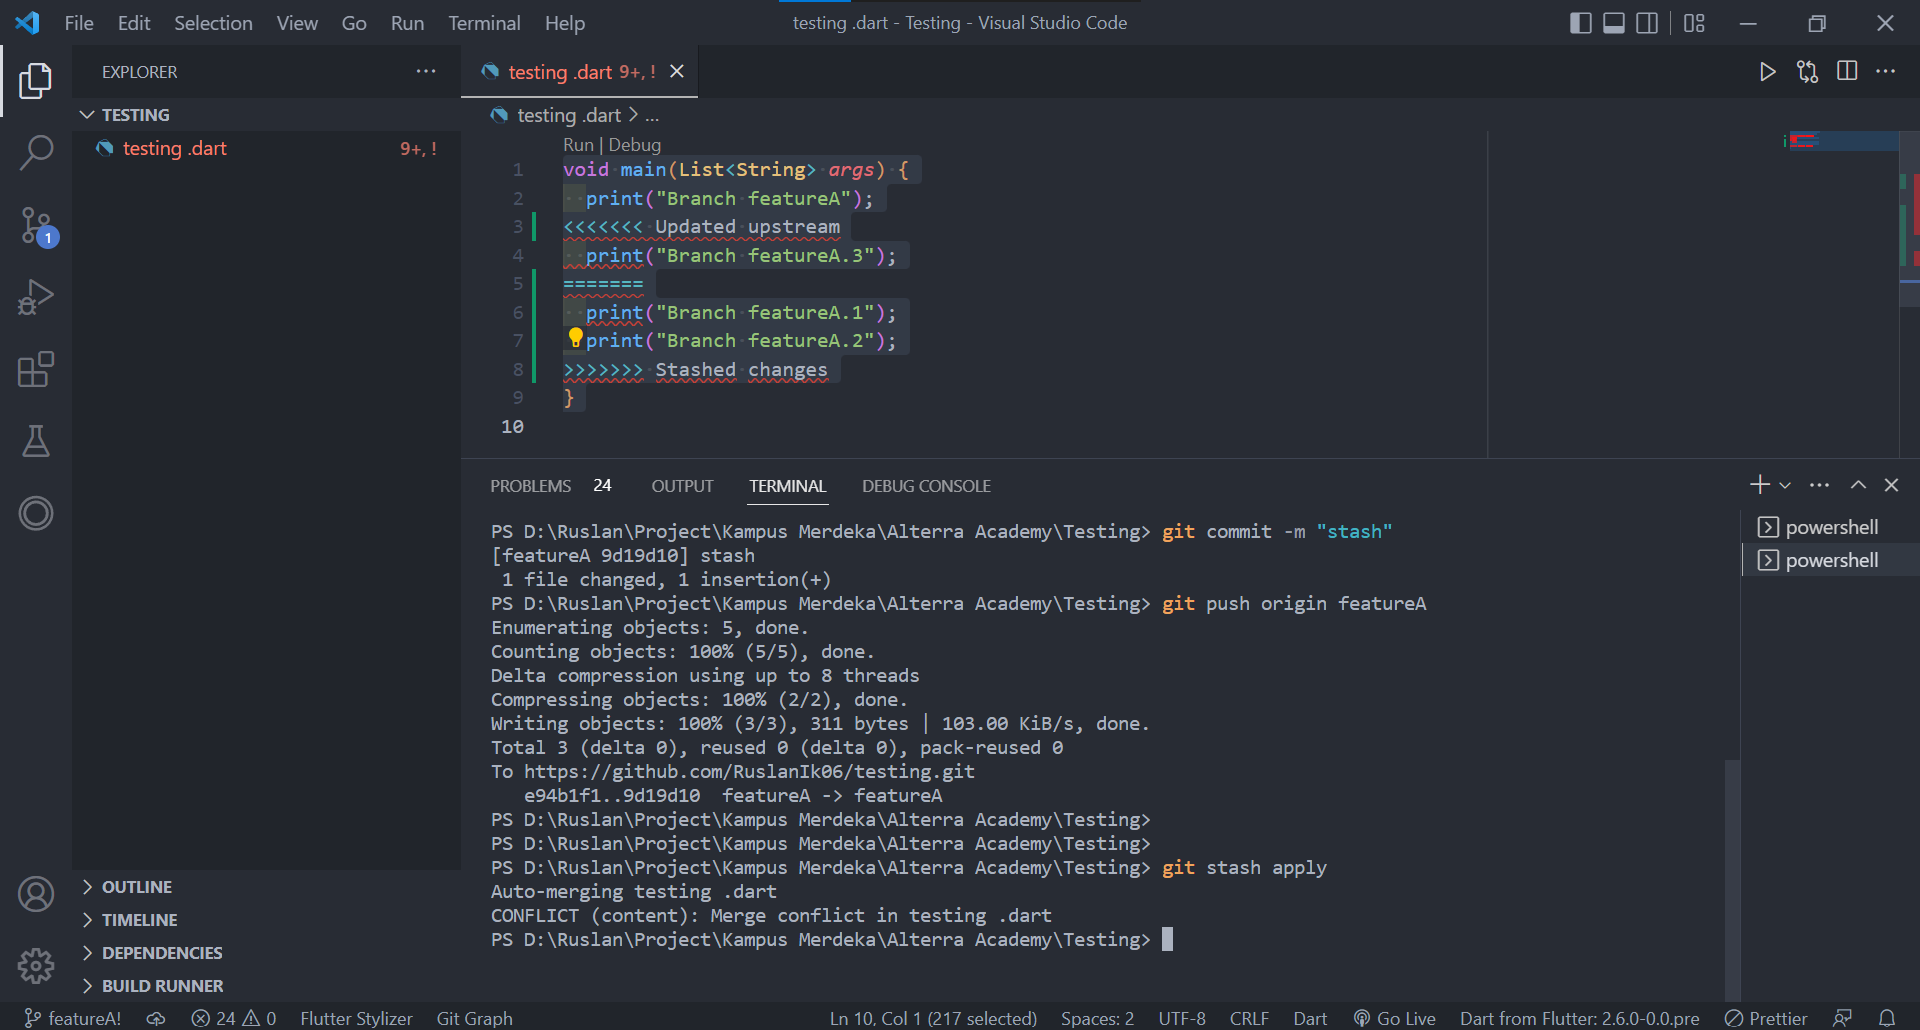 File Edit Selection View Go Run Terminal Help
testing .dart - Testing - Visual Studio Code
EXPLORER
TESTING
testing .dart 9+, !
1
OUTLINE
TIMELINE
DEPENDENCIES
BUILD RUNNER
testing .dart 9+, !
testing .dart > ...
Run | Debug
1 void main(List<String> args) {
2 print("Branch featureA");
3 <<<<<<< Updated upstream
4 print("Branch featureA.3");
5 =======
6 print("Branch featureA.1");
7 print("Branch featureA.2");
8 >>>>>>> Stashed changes
9 }
10
PROBLEMS 24 OUTPUT TERMINAL DEBUG CONSOLE
PS D:\Ruslan\Project\Kampus Merdeka\Alterra Academy\Testing> git commit -m "stash"
[featureA 9d19d10] stash
1 file changed, 1 insertion(+)
PS D:\Ruslan\Project\Kampus Merdeka\Alterra Academy\Testing> git push origin featureA
Enumerating objects: 5, done.
Counting objects: 100% (5/5), done.
Delta compression using up to 8 threads
Compressing objects: 100% (2/2), done.
Writing objects: 100% (3/3), 311 bytes | 103.00 KiB/s, done.
Total 3 (delta 0), reused 0 (delta 0), pack-reused 0
To https://github.com/RuslanIk06/testing.git
e94b1f1..9d19d10 featureA -> featureA
PS D:\Ruslan\Project\Kampus Merdeka\Alterra Academy\Testing>
PS D:\Ruslan\Project\Kampus Merdeka\Alterra Academy\Testing>
PS D:\Ruslan\Project\Kampus Merdeka\Alterra Academy\Testing> git stash apply
Auto-merging testing .dart
CONFLICT (content): Merge conflict in testing .dart
PS D:\Ruslan\Project\Kampus Merdeka\Alterra Academy\Testing>
powershell
powershell
featureA! 24 0 Flutter Stylizer Git Graph Ln 10, Col 1 (217 selected) Spaces: 2 UTF-8 CRLF Dart Go Live Dart from Flutter: 2.6.0-0.0.pre Prettier